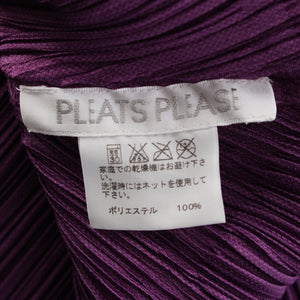 PLEATS PLEASE
家庭での乾燥機はお避け下さい。
洗濯時にはネットを使用して
下さい。
ポリエステル 100%